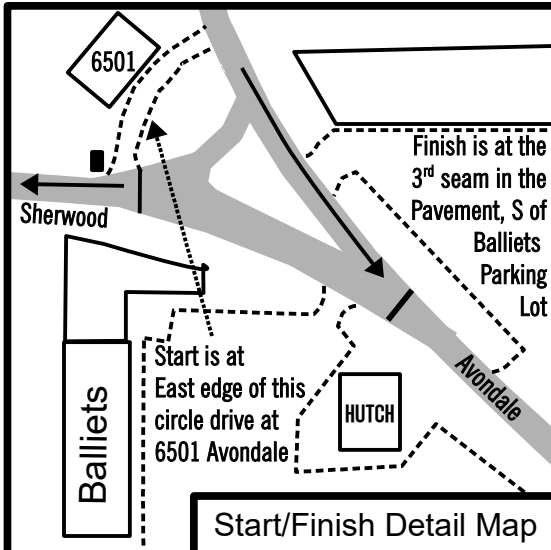 6501
Finish is at the
3rd seam in the
Pavement, S of
Balliets
Parking
Lot
Sherwood
Start is at
East edge of this
circle drive at
6501 Avondale
Avondale
HUTCH
Balliets
Start/Finish Detail Map